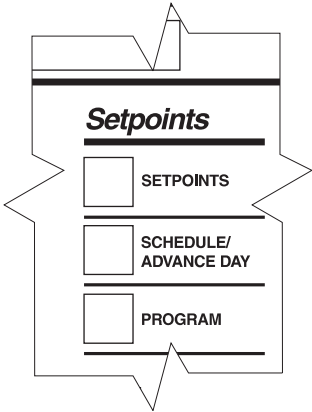 Setpoints
SETPOINTS
SCHEDULE/
ADVANCE DAY
PROGRAM